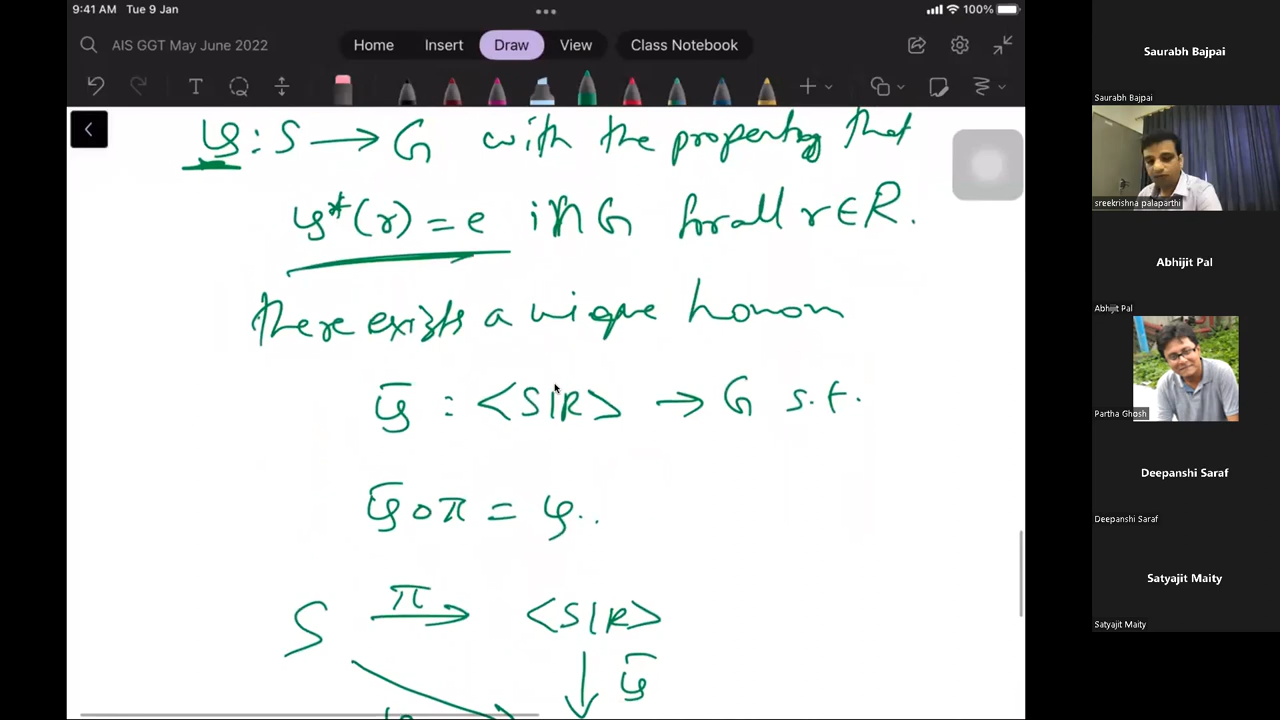 9:41 AM Tue 9 Jan
100%
AIS GGT May June 2022
Home Insert Draw View Class Notebook
φ : S → G with the property that
φ*(r) = e in G for all r ∈ R.
there exists a unique homom
φ̄ : <S|R> → G s.t.
φ̄ ∘ π = φ..
S π→ <S|R>
↓ φ̄
φ
Saurabh Bajpai
Saurabh Bajpai
sreekrishna palaparthi
Abhijit Pal
Abhijit Pal
Partha Ghosh
Deepanshi Saraf
Deepanshi Saraf
Satyajit Maity
Satyajit Maity